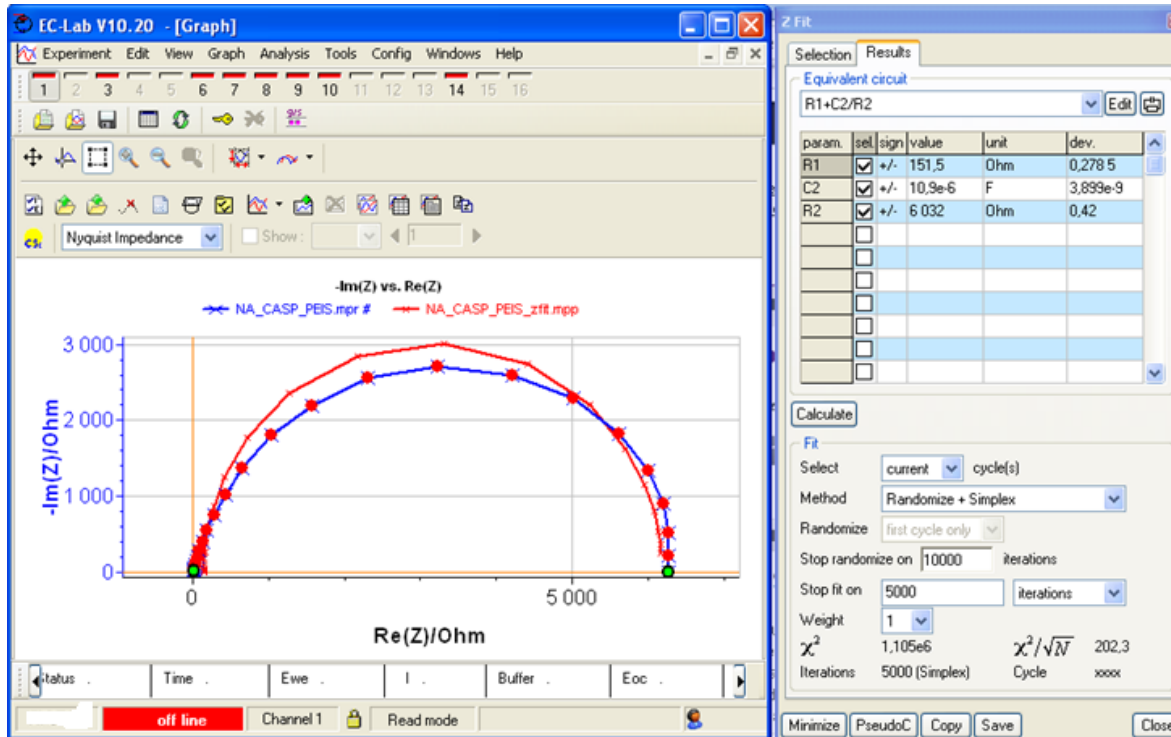 EC-Lab V10.20 - [Graph]
Experiment Edit View Graph Analysis Tools Config Windows Help
1 2 3 4 5 6 7 8 9 10 11 12 13 14 15 16
Nyquist Impedance Show : 1
-Im(Z) vs. Re(Z)
NA_CASP_PEIS.mpr # NA_CASP_PEIS_zfit.mpp
3 000
2 000
1 000
0
-Im(Z)/Ohm
0 5 000
Re(Z)/Ohm
Status . Time . Ewe . I . Buffer . Eoc .
off line Channel 1 Read mode
Z Fit
Selection Results
Equivalent circuit
R1+C2/R2 Edit
param. sel. sign value unit dev.
R1 +/- 151,5 Ohm 0,278 5
C2 +/- 10,9e-6 F 3,899e-9
R2 +/- 6 032 Ohm 0,42
Calculate
Fit
Select current cycle(s)
Method Randomize + Simplex
Randomize first cycle only
Stop randomize on 10000 iterations
Stop fit on 5000 iterations
Weight 1
χ² 1,105e6 χ²/√N 202,3
Iterations 5000 (Simplex) Cycle xxxx
Minimize PseudoC Copy Save Close